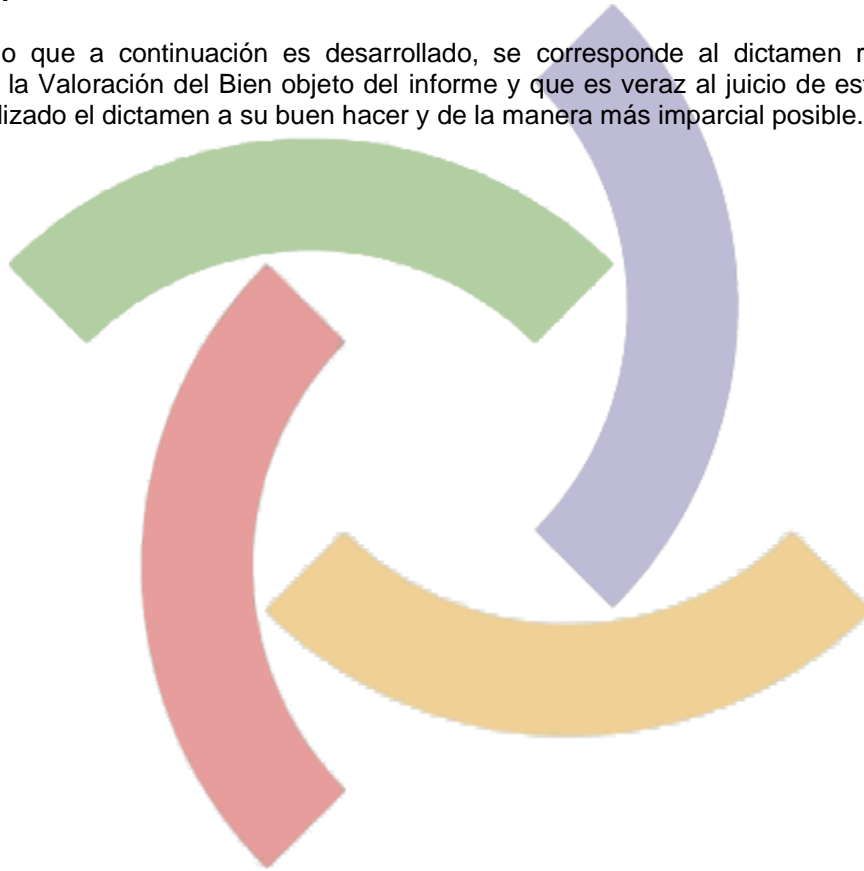 o que a continuación es desarrollado, se corresponde al dictamen
la Valoración del Bien objeto del informe y que es veraz al juicio de
lizado el dictamen a su buen hacer y de la manera más imparcial posible.